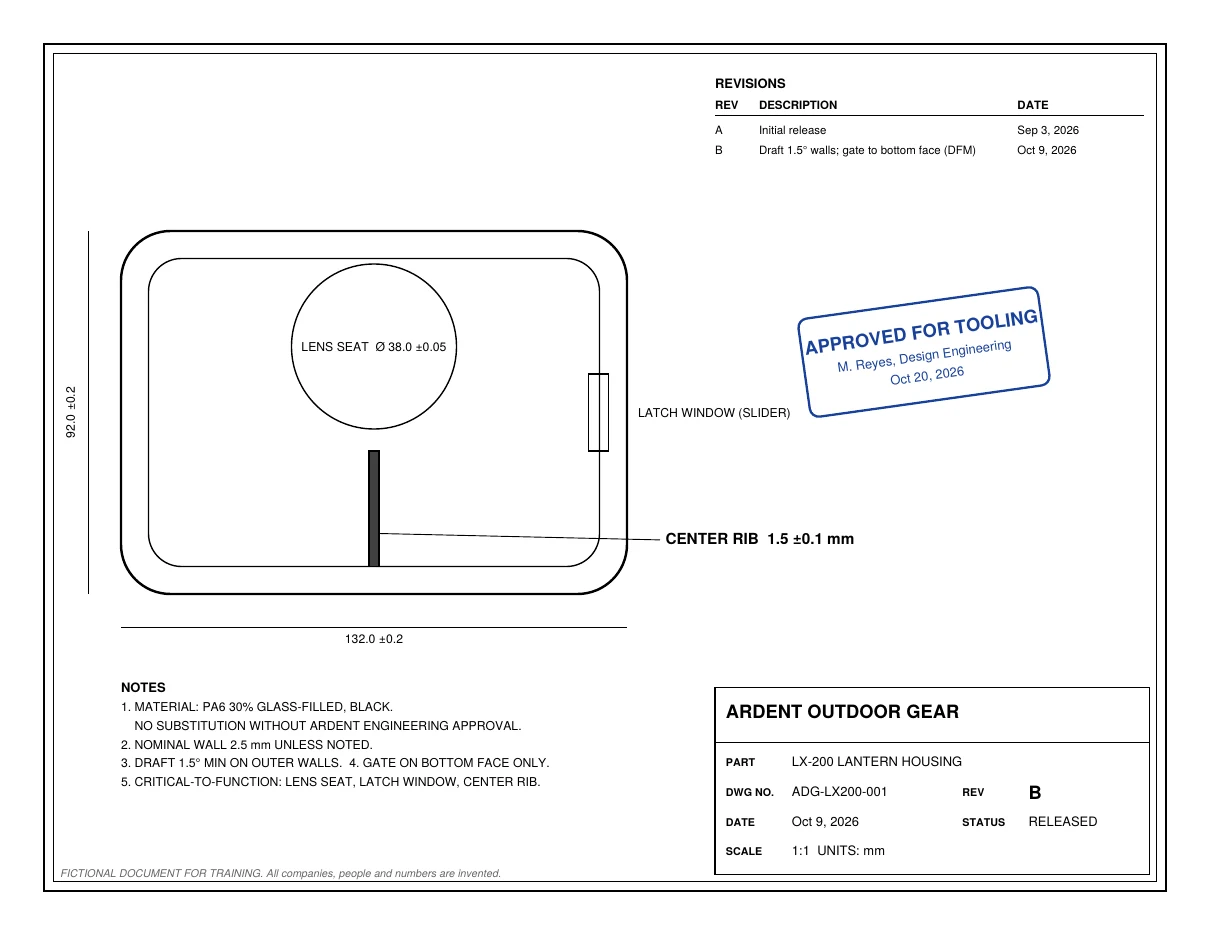 REVISIONS
REV DESCRIPTION DATE
A Initial release Sep 3, 2026
B Draft 1.5° walls; gate to bottom face (DFM) Oct 9, 2026
APPROVED FOR TOOLING
M. Reyes, Design Engineering
Oct 20, 2026
LENS SEAT Ø 38.0 ±0.05
92.0 ±0.2
LATCH WINDOW (SLIDER)
CENTER RIB 1.5 ±0.1 mm
132.0 ±0.2
NOTES
1. MATERIAL: PA6 30% GLASS-FILLED, BLACK.
NO SUBSTITUTION WITHOUT ARDENT ENGINEERING APPROVAL.
2. NOMINAL WALL 2.5 mm UNLESS NOTED.
3. DRAFT 1.5° MIN ON OUTER WALLS. 4. GATE ON BOTTOM FACE ONLY.
5. CRITICAL-TO-FUNCTION: LENS SEAT, LATCH WINDOW, CENTER RIB.
ARDENT OUTDOOR GEAR
PART LX-200 LANTERN HOUSING
DWG NO. ADG-LX200-001 REV B
DATE Oct 9, 2026 STATUS RELEASED
SCALE 1:1 UNITS: mm
FICTIONAL DOCUMENT FOR TRAINING. All companies, people and numbers are invented.